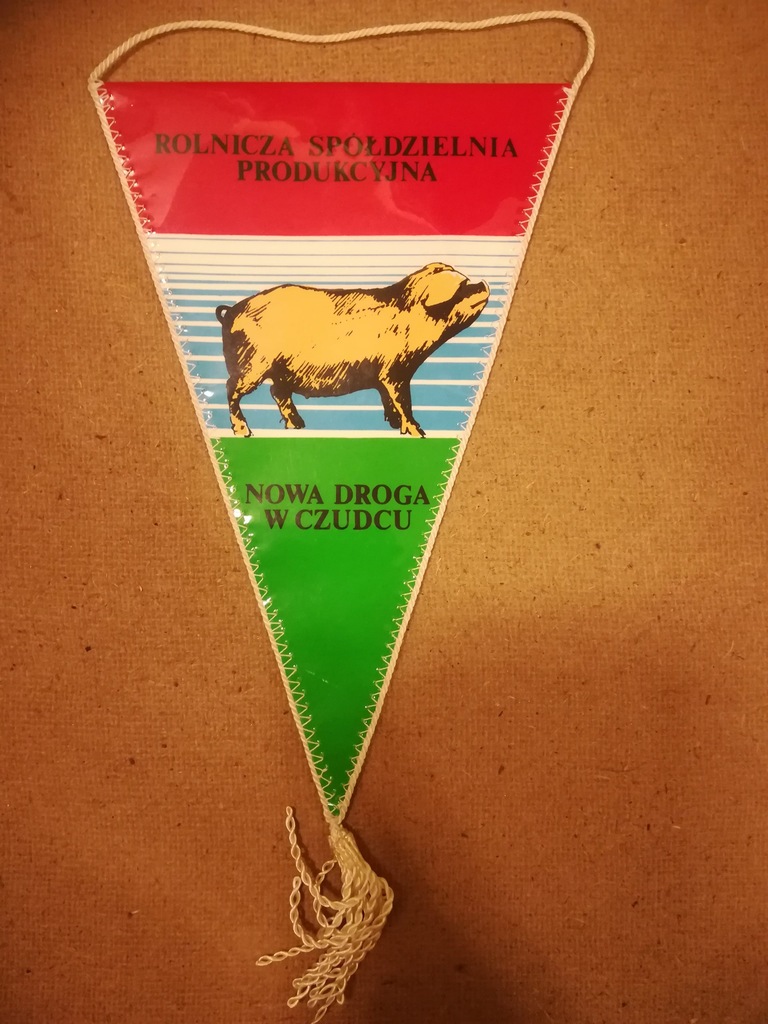 ROLNICZA SPÓŁDZIELNIA
PRODUKCYJNA
NOWA DROGA
W CZUDCU